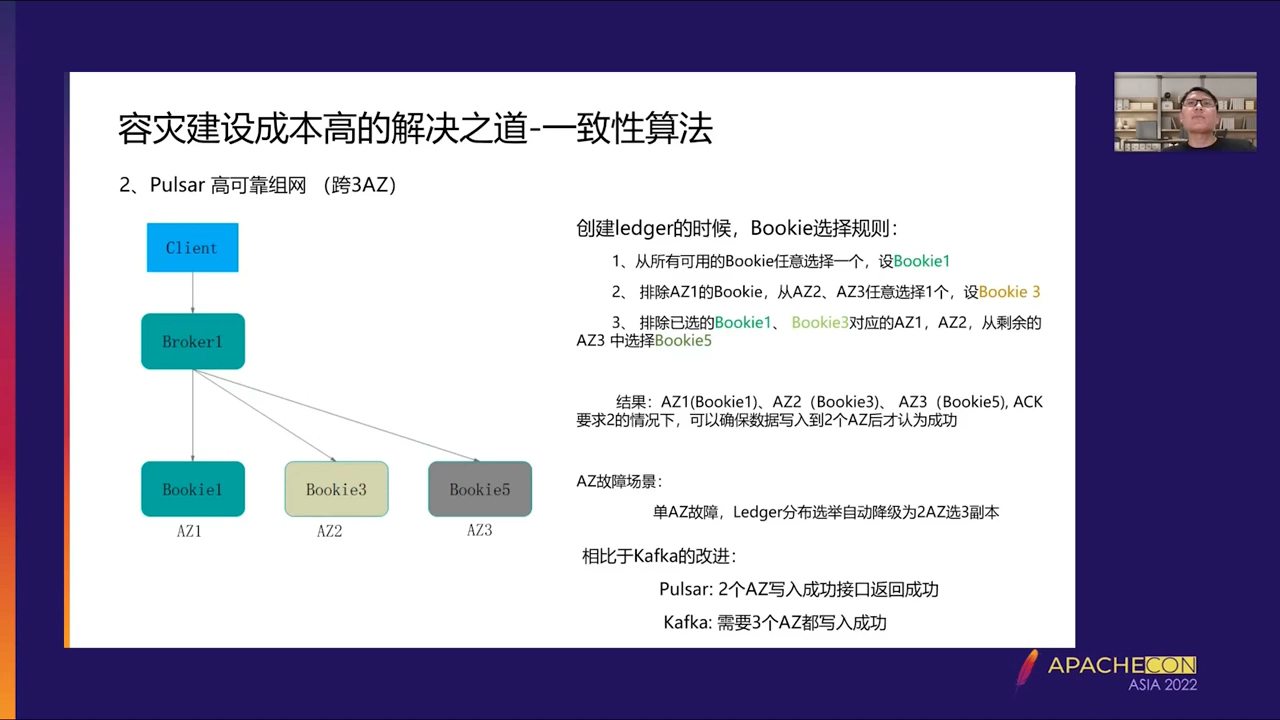 容灾建设成本高的解决之道-一致性算法
2、Pulsar 高可靠组网 （跨3AZ）
Client
Broker1
Bookie1
Bookie3
Bookie5
AZ1
AZ2
AZ3
创建ledger的时候，Bookie选择规则：
1、从所有可用的Bookie任意选择一个，设Bookie1
2、 排除AZ1的Bookie，从AZ2、AZ3任意选择1个，设Bookie 3
3、 排除已选的Bookie1、 Bookie3对应的AZ1，AZ2，从剩余的
AZ3 中选择Bookie5
结果：AZ1(Bookie1)、AZ2（Bookie3)、 AZ3（Bookie5), ACK
要求2的情况下，可以确保数据写入到2个AZ后才认为成功
AZ故障场景：
单AZ故障，Ledger分布选举自动降级为2AZ选3副本
相比于Kafka的改进：
Pulsar: 2个AZ写入成功接口返回成功
Kafka: 需要3个AZ都写入成功
APACHECON
ASIA 2022